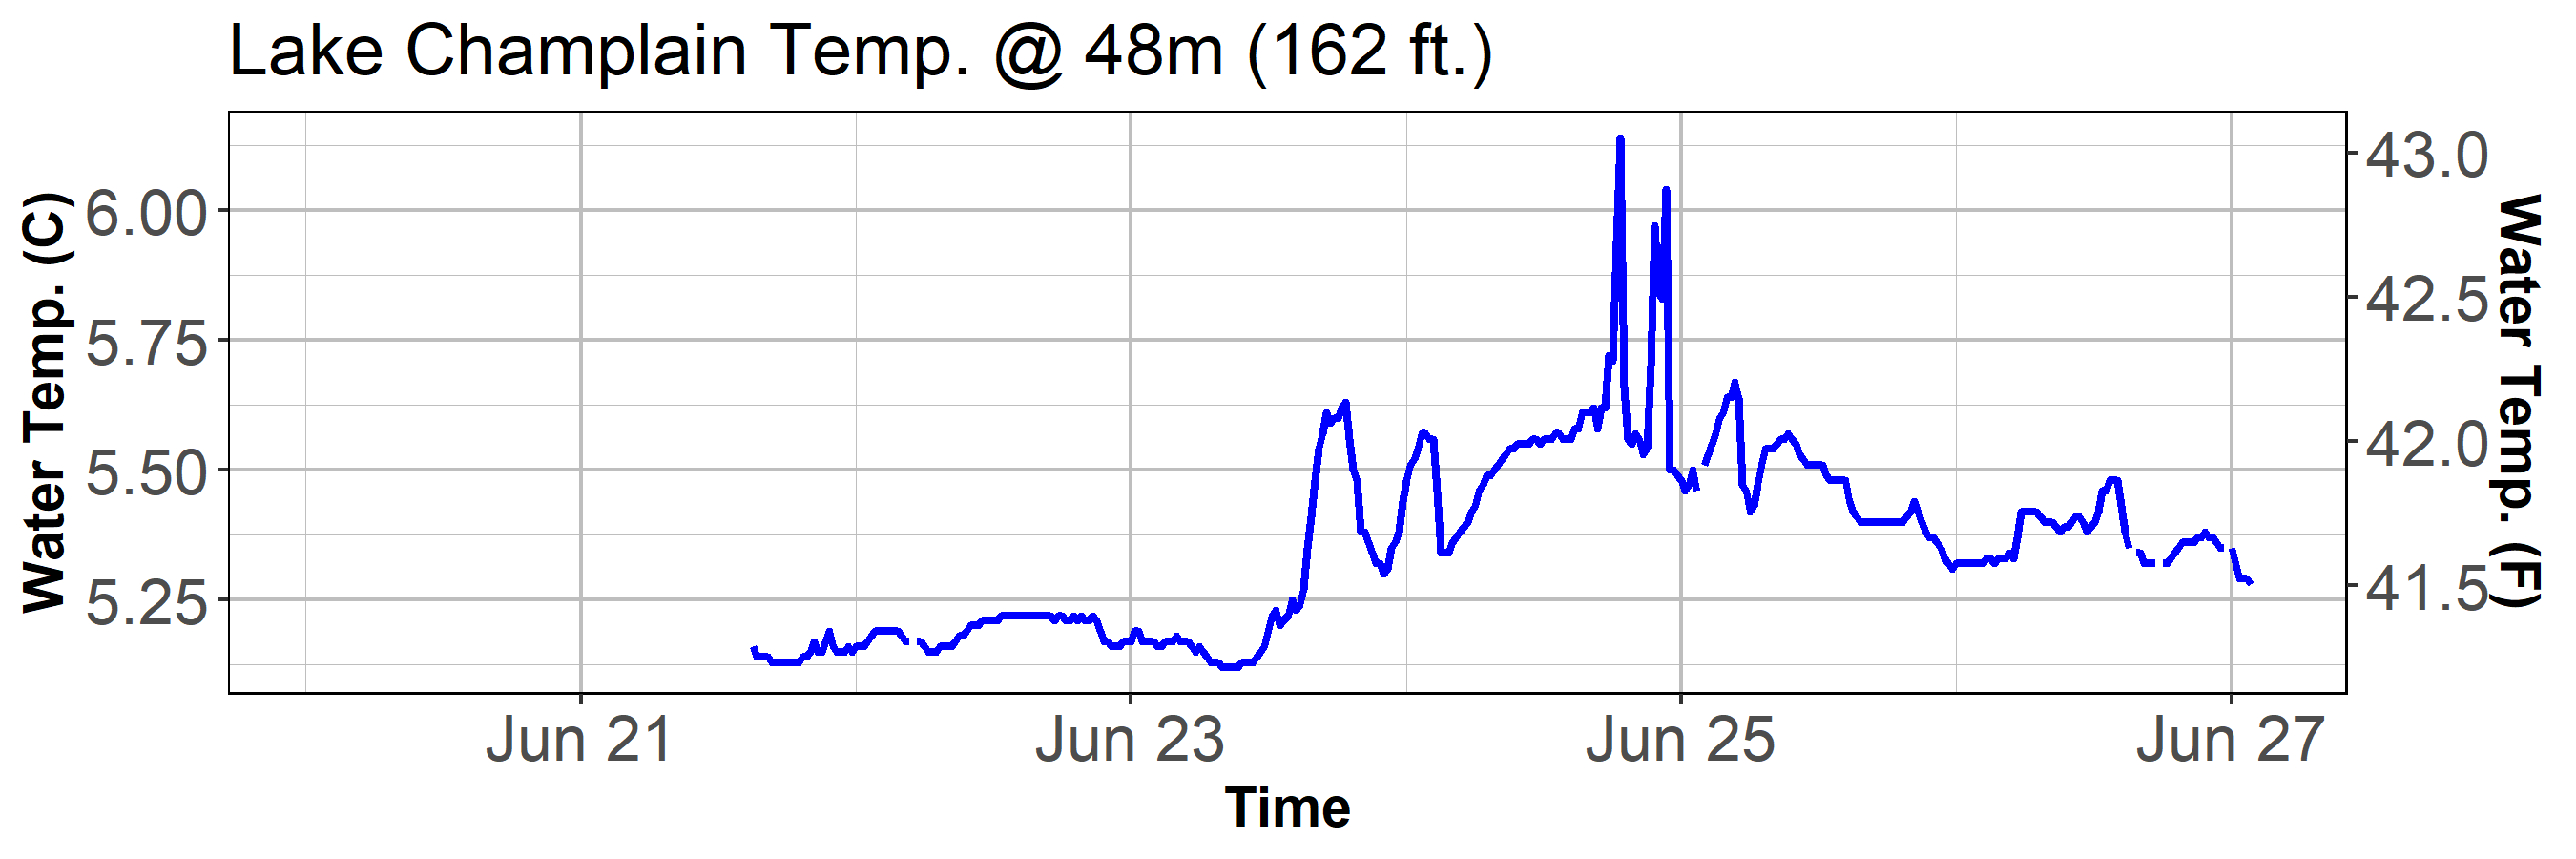 Lake Champlain Temp. @ 48m (162 ft.)
Water Temp. (C)
6.00
5.75
5.50
5.25
43.0
42.5
42.0
41.5
Water Temp. (F)
Jun 21 Jun 23 Jun 25 Jun 27
Time